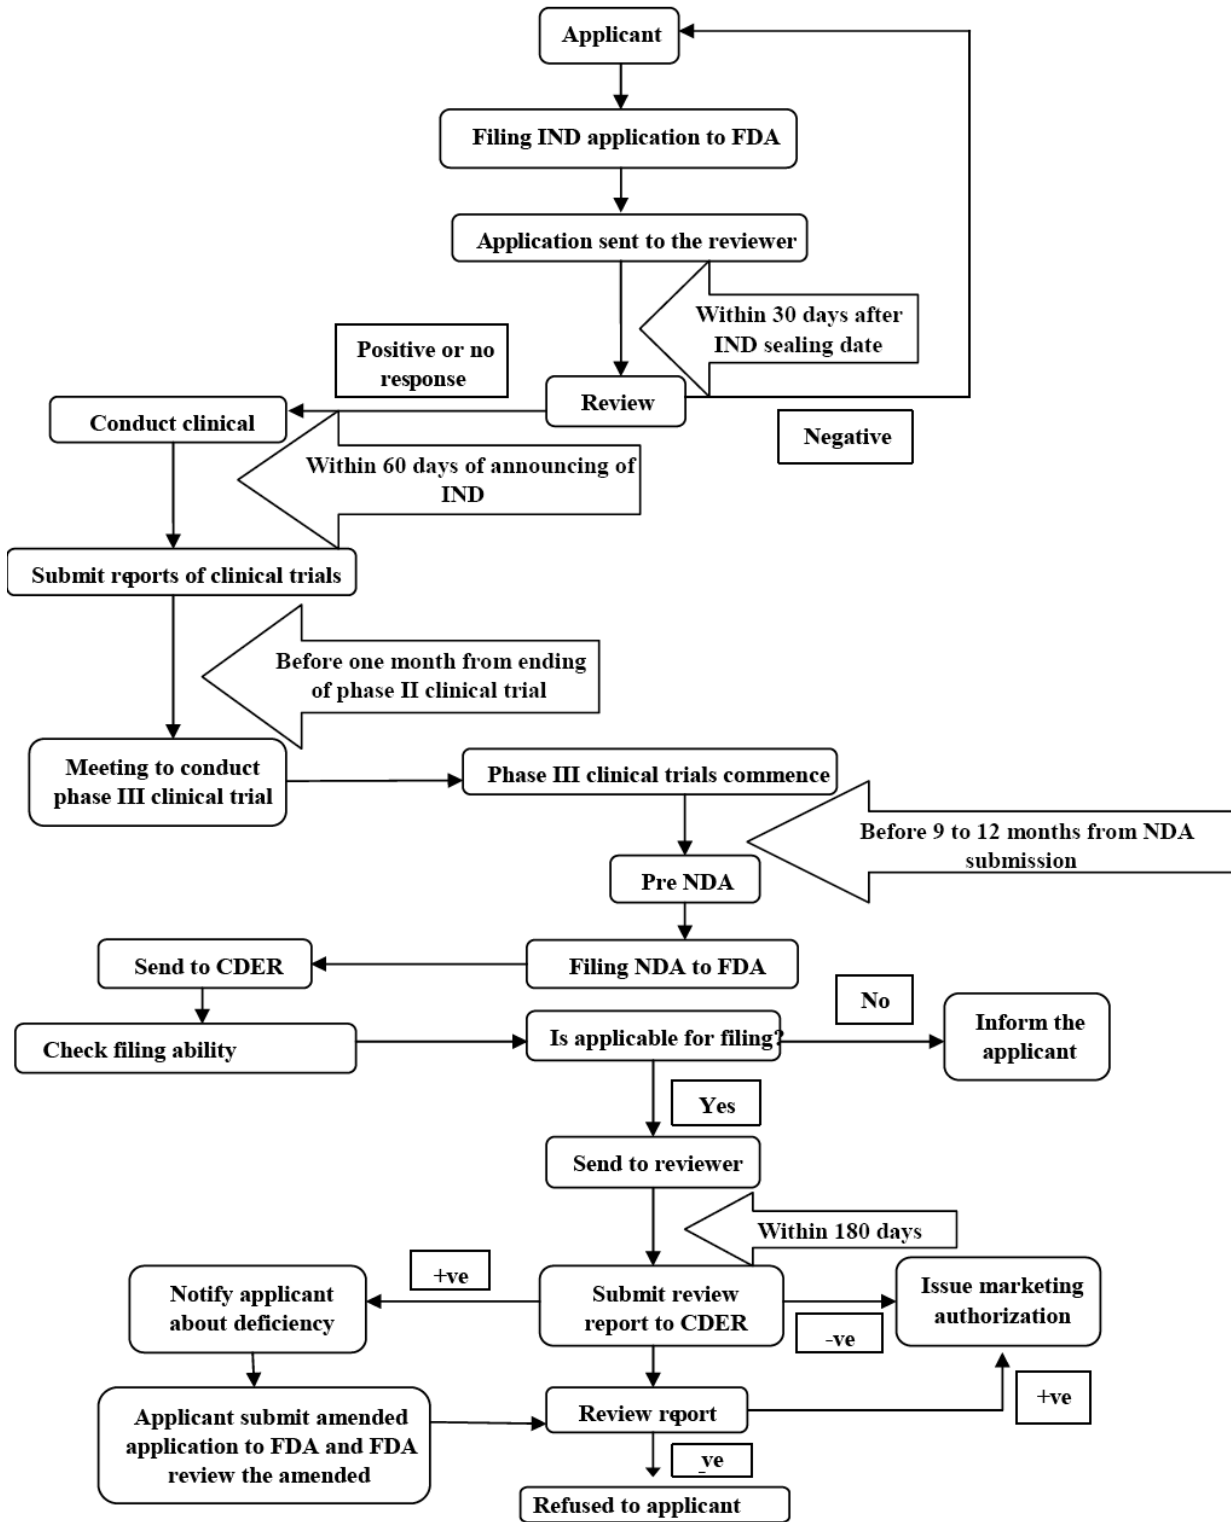 Applicant
Filing IND application to FDA
Application sent to the reviewer
Within 30 days after
IND sealing date
Positive or no
response
Review
Conduct clinical
Negative
Within 60 days of announcing of
IND
Submit reports of clinical trials
Before one month from ending
of phase II clinical trial
Meeting to conduct
phase III clinical trial
Phase III clinical trials commence
Before 9 to 12 months from NDA
submission
Pre NDA
Send to CDER
Filing NDA to FDA
No
Inform the
applicant
Check filing ability
Is applicable for filing?
Yes
Send to reviewer
Within 180 days
+ve
Notify applicant
about deficiency
Submit review
report to CDER
Issue marketing
authorization
-ve
+ve
Applicant submit amended
application to FDA and FDA
review the amended
Review report
-ve
Refused to applicant